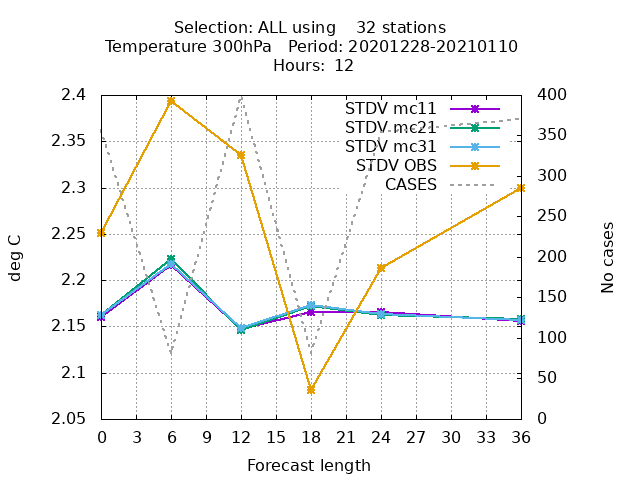 Selection: ALL using    32 stations
Temperature 300hPa   Period: 20201228-20210110
Hours:  12
2.4
2.35
2.3
2.25
2.2
2.15
2.1
2.05
deg C
STDV mc11
STDV mc21
STDV mc31
STDV OBS
CASES
400
350
300
250
200
150
100
50
0
No cases
0 3 6 9 12 15 18 21 24 27 30 33 36
Forecast length